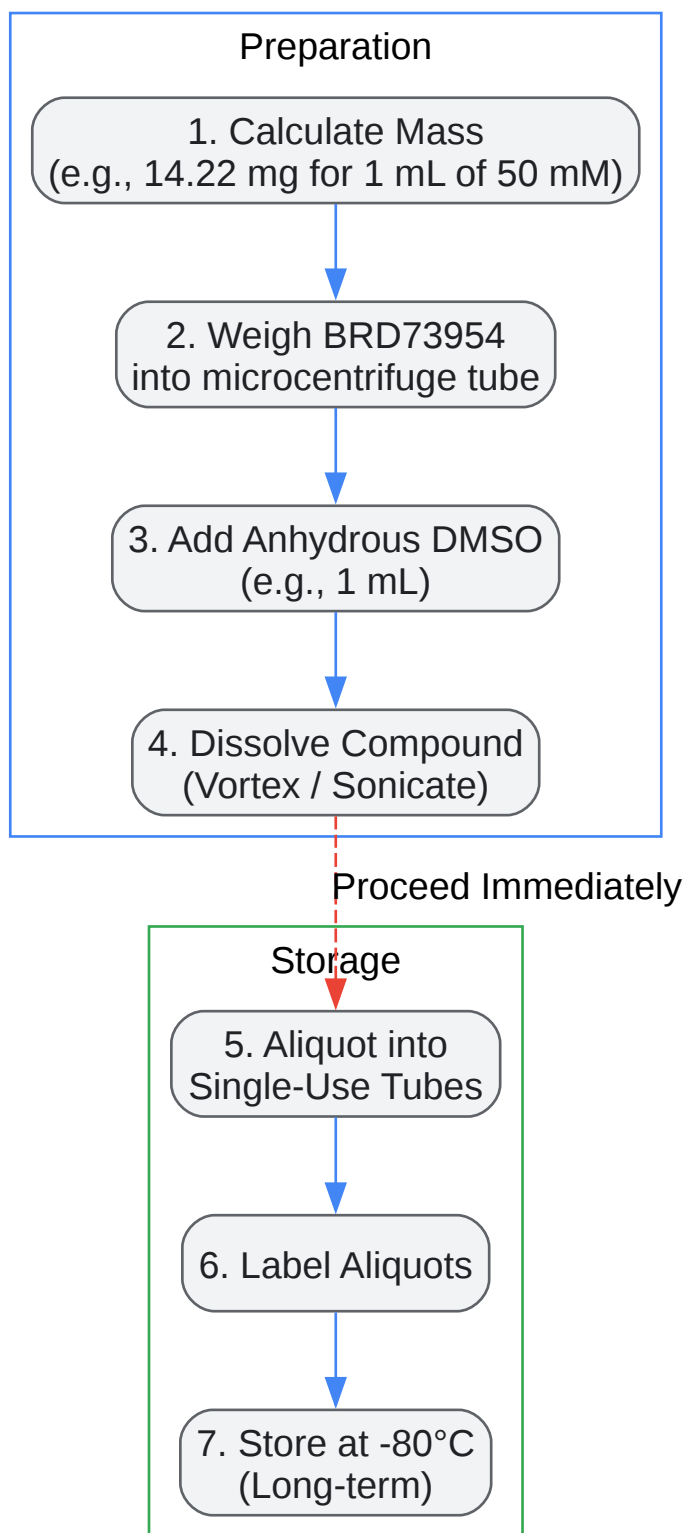 Preparation
1. Calculate Mass
(e.g., 14.22 mg for 1 mL of 50 mM)
2. Weigh BRD73954
into microcentrifuge tube
3. Add Anhydrous DMSO
(e.g., 1 mL)
4. Dissolve Compound
(Vortex / Sonicate)
Proceed Immediately
Storage
5. Aliquot into
Single-Use Tubes
6. Label Aliquots
7. Store at -80°C
(Long-term)